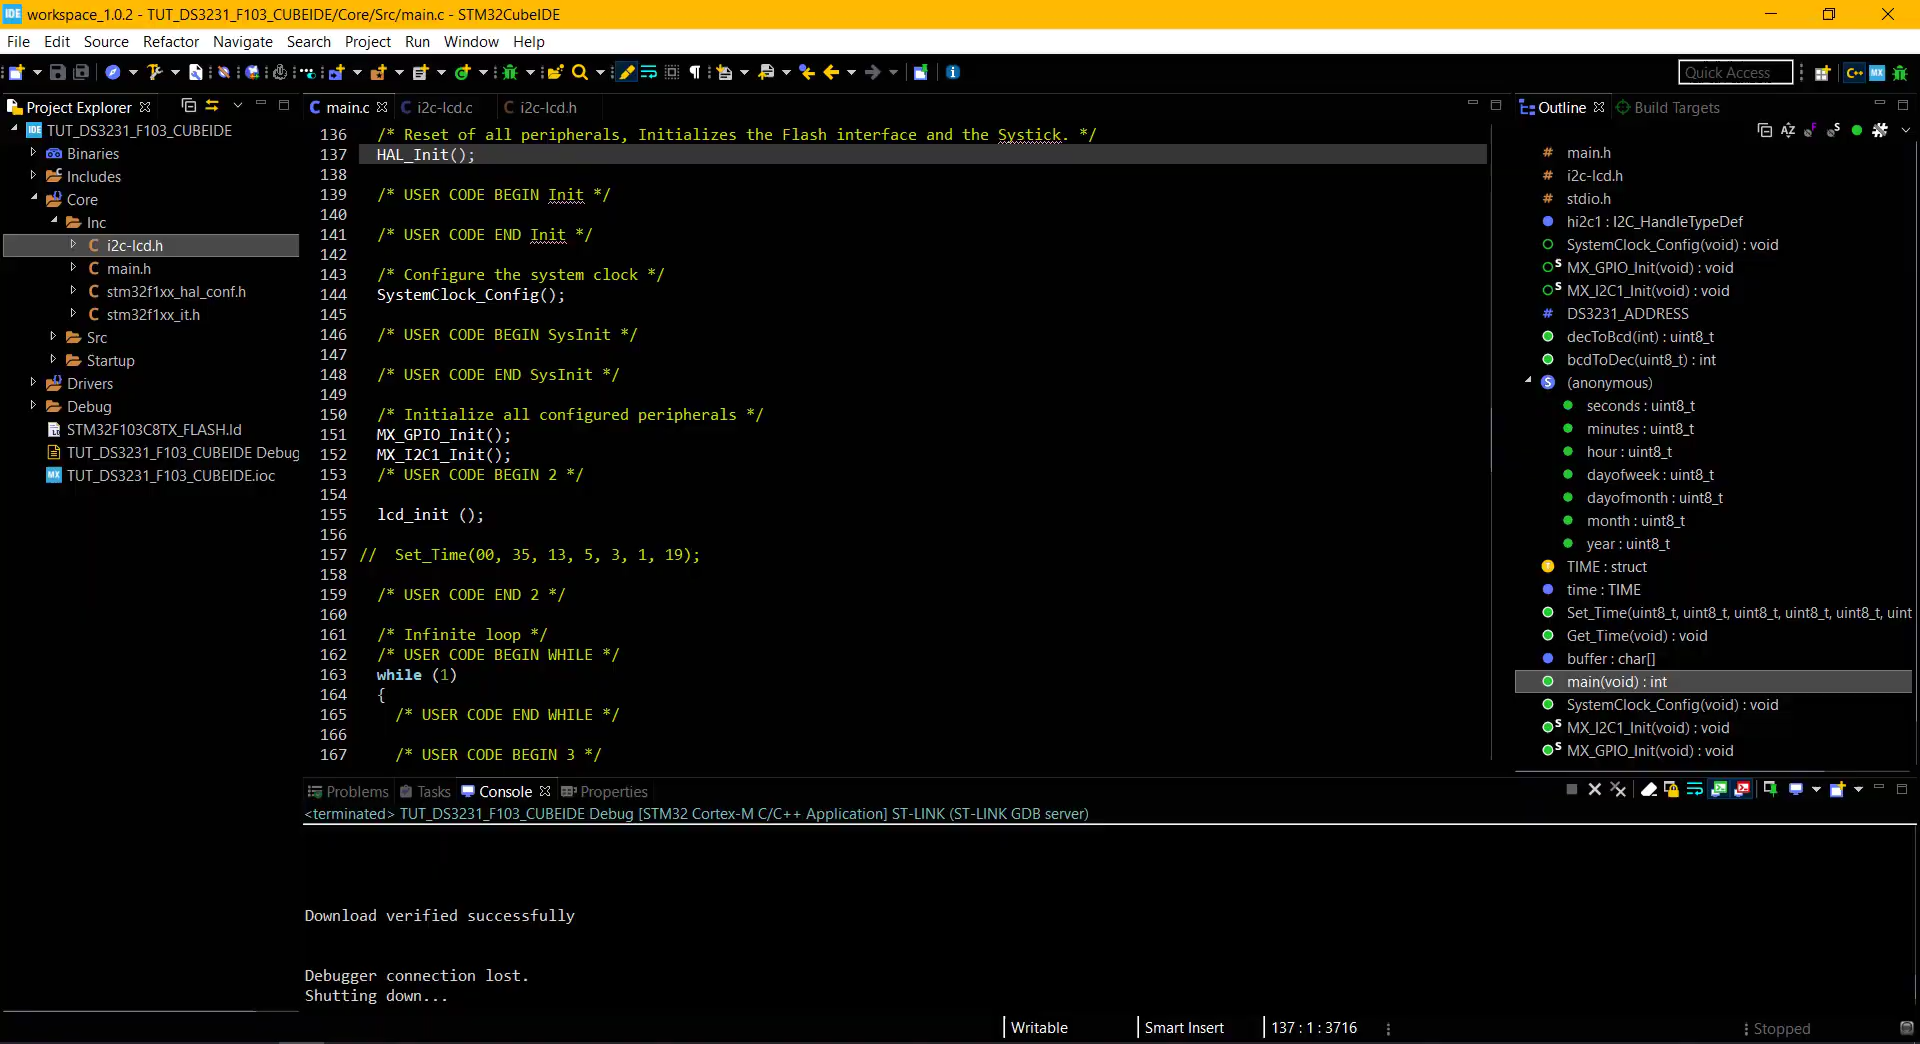 IDE workspace_1.0.2 - TUT_DS3231_F103_CUBEIDE/Core/Src/main.c - STM32CubeIDE
File Edit Source Refactor Navigate Search Project Run Window Help
Quick Access
Project Explorer
IDE TUT_DS3231_F103_CUBEIDE
Binaries
Includes
Core
Inc
i2c-lcd.h
main.h
stm32f1xx_hal_conf.h
stm32f1xx_it.h
Src
Startup
Drivers
Debug
STM32F103C8TX_FLASH.ld
TUT_DS3231_F103_CUBEIDE Debug
MX TUT_DS3231_F103_CUBEIDE.ioc
main.c i2c-lcd.c i2c-lcd.h
136 /* Reset of all peripherals, Initializes the Flash interface and the Systick. */
137 HAL_Init();
138
139 /* USER CODE BEGIN Init */
140
141 /* USER CODE END Init */
142
143 /* Configure the system clock */
144 SystemClock_Config();
145
146 /* USER CODE BEGIN SysInit */
147
148 /* USER CODE END SysInit */
149
150 /* Initialize all configured peripherals */
151 MX_GPIO_Init();
152 MX_I2C1_Init();
153 /* USER CODE BEGIN 2 */
154
155 lcd_init ();
156
157 // Set_Time(00, 35, 13, 5, 3, 1, 19);
158
159 /* USER CODE END 2 */
160
161 /* Infinite loop */
162 /* USER CODE BEGIN WHILE */
163 while (1)
164 {
165 /* USER CODE END WHILE */
166
167 /* USER CODE BEGIN 3 */
Outline Build Targets
main.h
i2c-lcd.h
stdio.h
hi2c1 : I2C_HandleTypeDef
SystemClock_Config(void) : void
MX_GPIO_Init(void) : void
MX_I2C1_Init(void) : void
DS3231_ADDRESS
decToBcd(int) : uint8_t
bcdToDec(uint8_t) : int
(anonymous)
seconds : uint8_t
minutes : uint8_t
hour : uint8_t
dayofweek : uint8_t
dayofmonth : uint8_t
month : uint8_t
year : uint8_t
TIME : struct
time : TIME
Set_Time(uint8_t, uint8_t, uint8_t, uint8_t, uint8_t, uint
Get_Time(void) : void
buffer : char[]
main(void) : int
SystemClock_Config(void) : void
MX_I2C1_Init(void) : void
MX_GPIO_Init(void) : void
Problems Tasks Console Properties
<terminated> TUT_DS3231_F103_CUBEIDE Debug [STM32 Cortex-M C/C++ Application] ST-LINK (ST-LINK GDB server)
Download verified successfully
Debugger connection lost.
Shutting down...
Writable Smart Insert 137 : 1 : 3716 Stopped